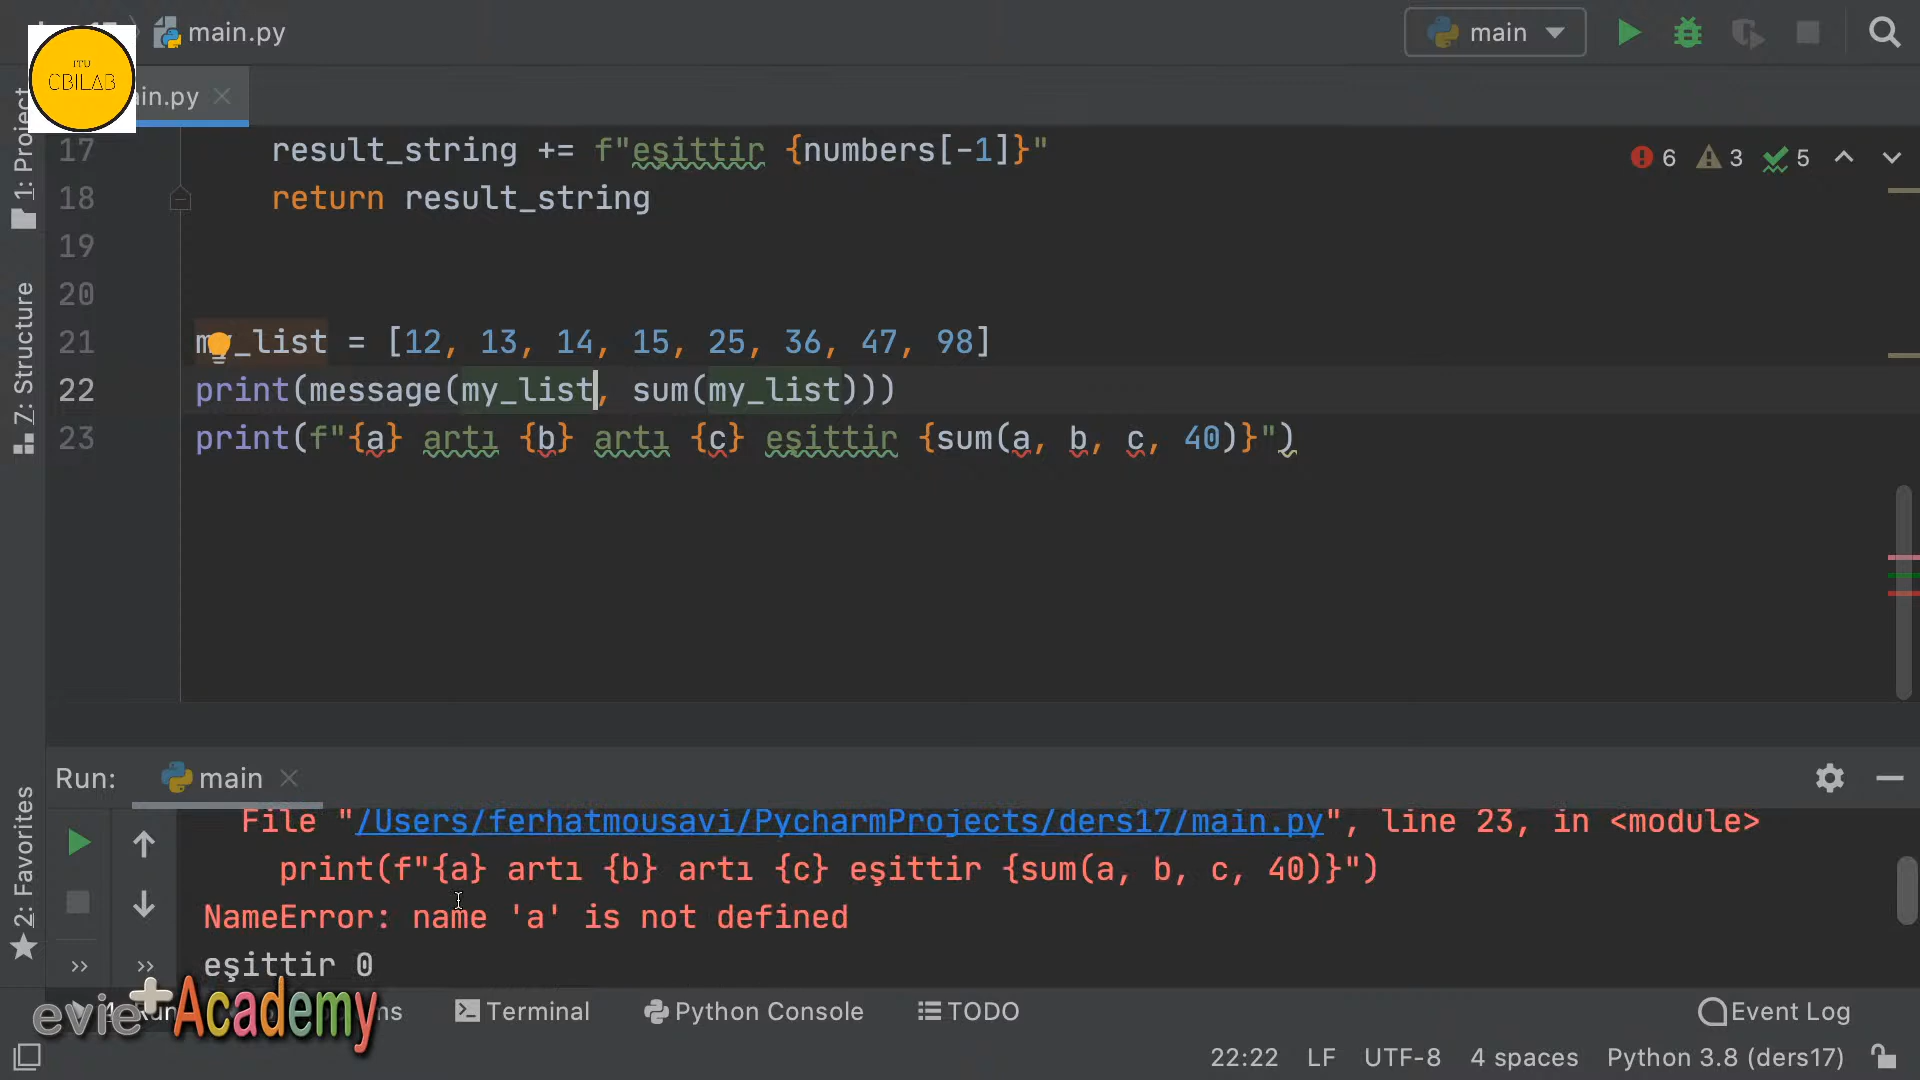 main.py
main
ITU
CBILAB
in.py
6 3 5
17 result_string += f"eşittir {numbers[-1]}"
18 return result_string
19
20
21 my_list = [12, 13, 14, 15, 25, 36, 47, 98]
22 print(message(my_list, sum(my_list)))
23 print(f"{a} artı {b} artı {c} eşittir {sum(a, b, c, 40)}")
1: Project
7: Structure
2: Favorites
Run: main
File "/Users/ferhatmousavi/PycharmProjects/ders17/main.py", line 23, in <module>
print(f"{a} artı {b} artı {c} eşittir {sum(a, b, c, 40)}")
NameError: name 'a' is not defined
eşittir 0
evie+Academy
Terminal Python Console TODO Event Log
22:22 LF UTF-8 4 spaces Python 3.8 (ders17)